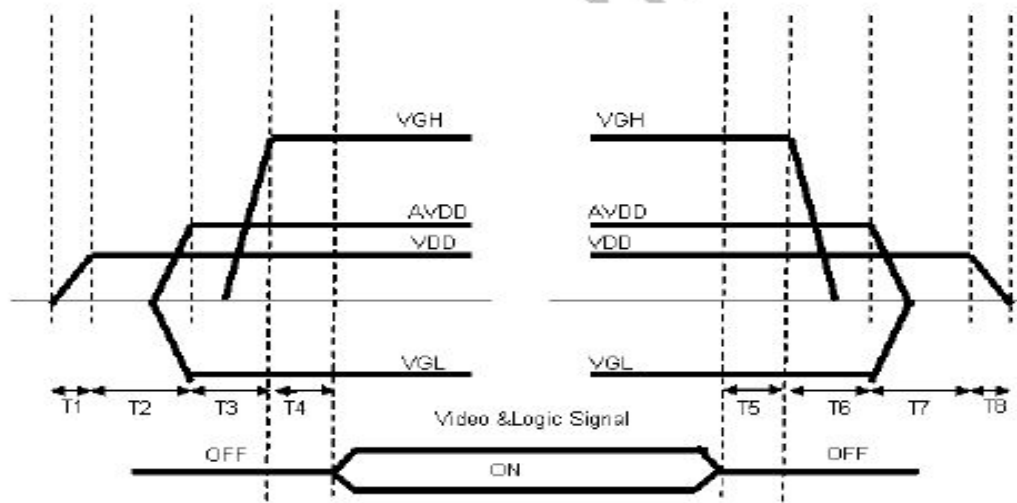 VGH VGH
AVDD AVDD
VDD VDD
VGL VGL
T1 T2 T3 T4 T5 T6 T7 T8
Video &Logic Signal
OFF ON OFF